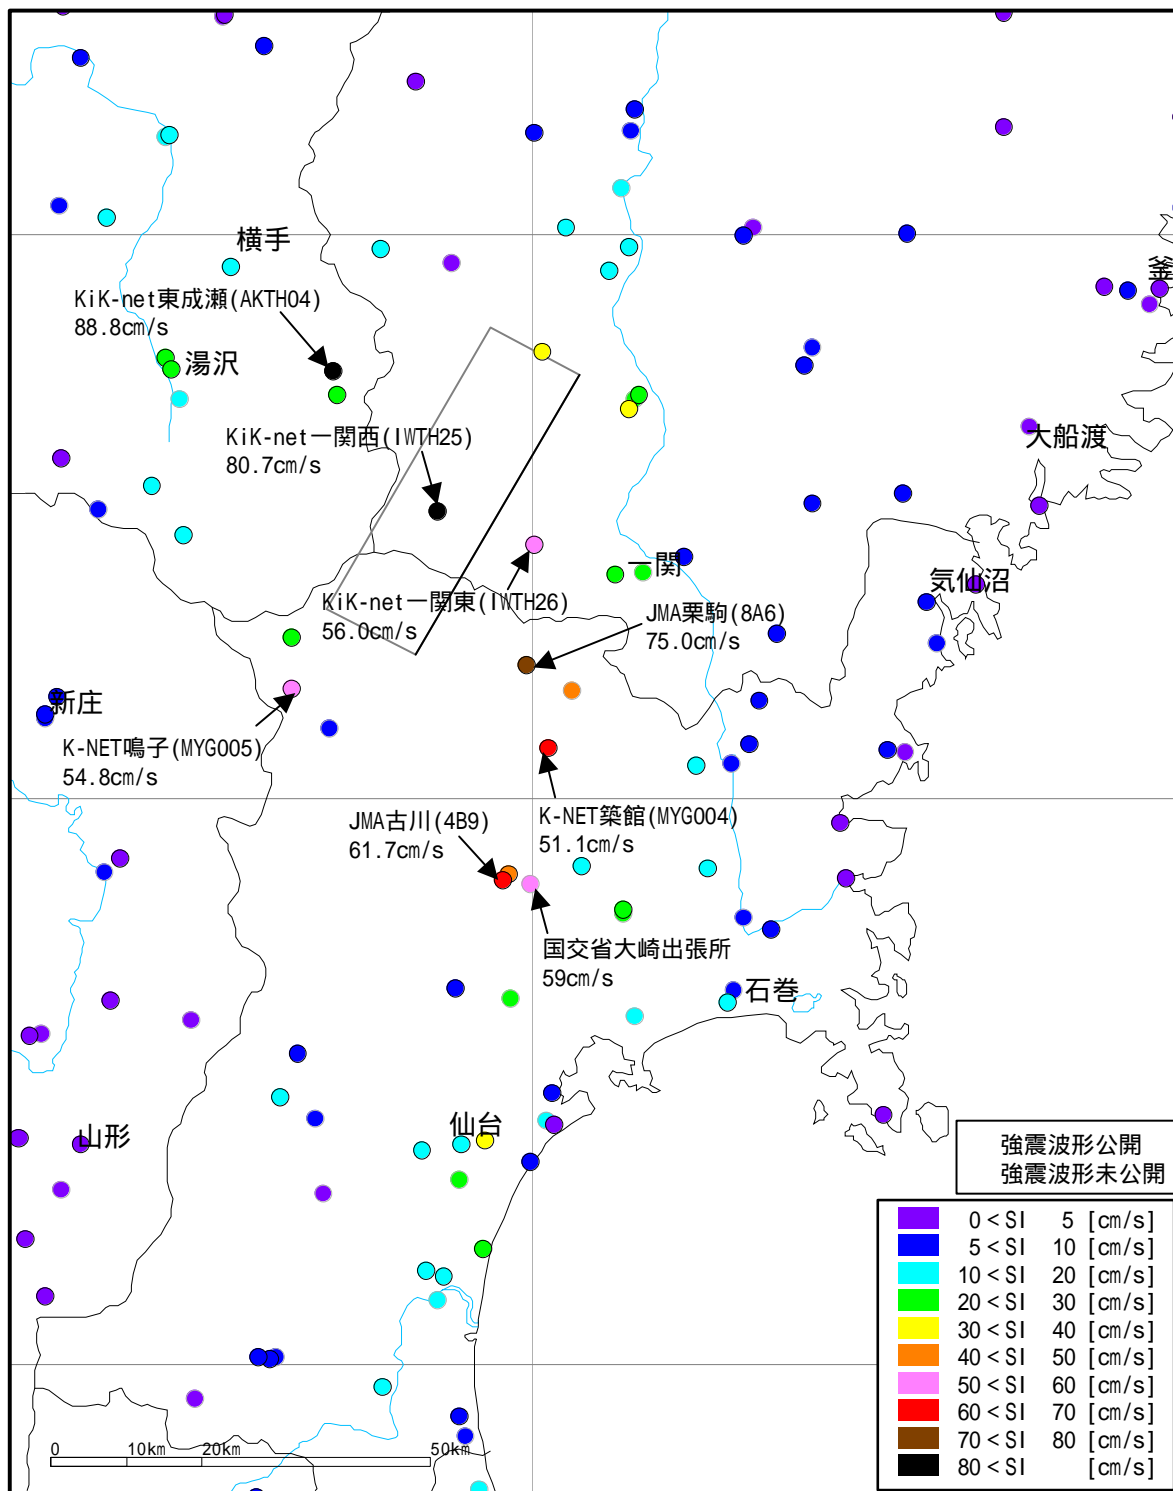 横手
釜
KiK-net東成瀬(AKTH04)
88.8cm/s
湯沢
KiK-net一関西(IWTH25)
80.7cm/s
大船渡
一関
気仙沼
KiK-net一関東(IWTH26)
56.0cm/s
JMA栗駒(8A6)
75.0cm/s
新庄
K-NET鳴子(MYG005)
54.8cm/s
JMA古川(4B9)
61.7cm/s
K-NET築館(MYG004)
51.1cm/s
国交省大崎出張所
59cm/s
石巻
仙台
山形
強震波形公開
強震波形未公開
0<SI 5 [cm/s]
5<SI 10 [cm/s]
10<SI 20 [cm/s]
20<SI 30 [cm/s]
30<SI 40 [cm/s]
40<SI 50 [cm/s]
50<SI 60 [cm/s]
60<SI 70 [cm/s]
70<SI 80 [cm/s]
80<SI [cm/s]
0 10km 20km 50km